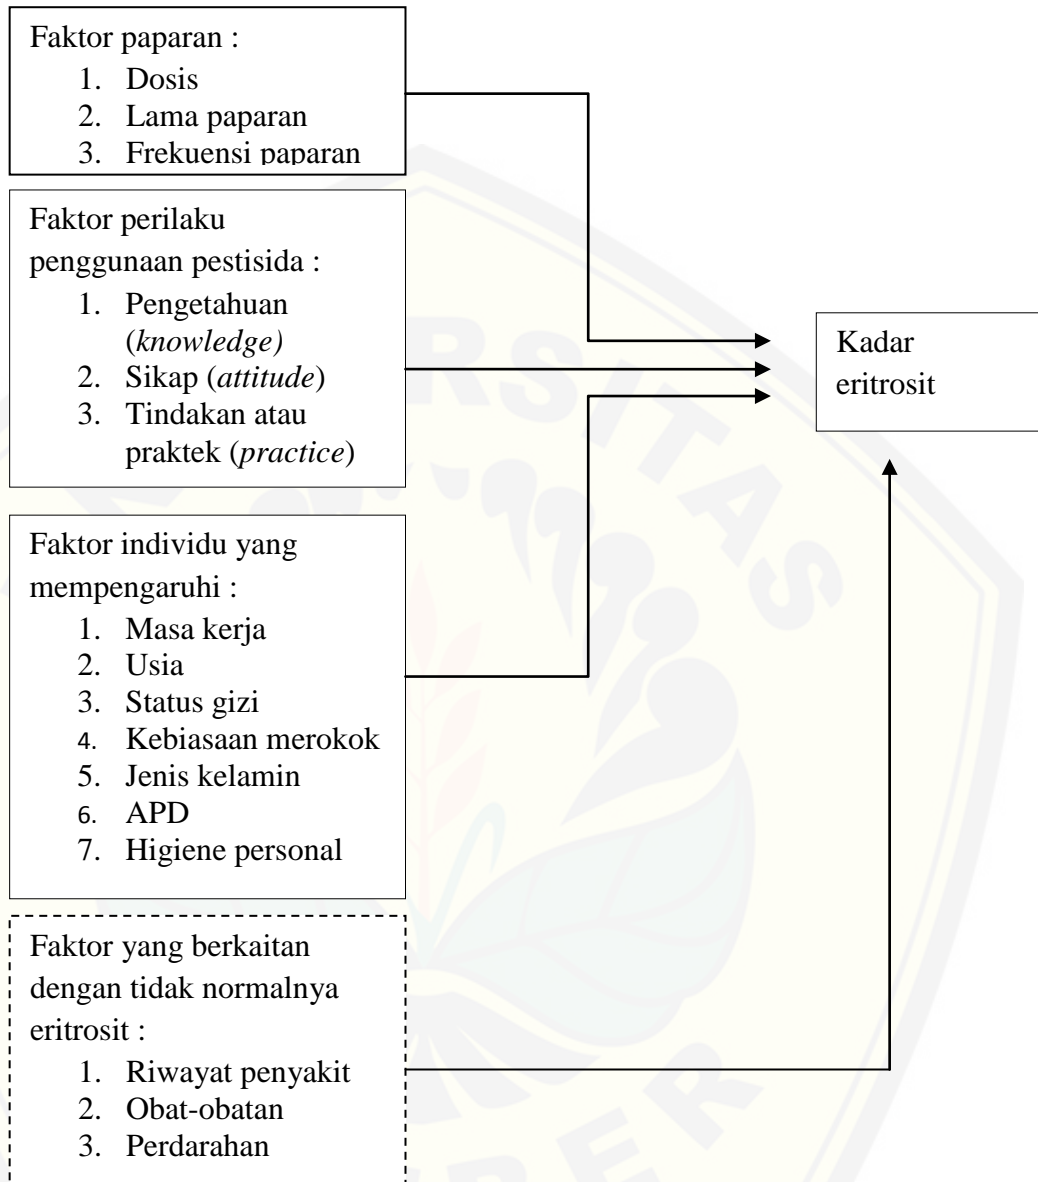 Faktor paparan :
1. Dosis
2. Lama paparan
3. Frekuensi paparan
Faktor perilaku
penggunaan pestisida :
1. Pengetahuan
(knowledge)
2. Sikap (attitude)
3. Tindakan atau
praktek (practice)
Faktor individu yang
mempengaruhi :
1. Masa kerja
2. Usia
3. Status gizi
4. Kebiasaan merokok
5. Jenis kelamin
6. APD
7. Higiene personal
Faktor yang berkaitan
dengan tidak normalnya
eritrosit :
1. Riwayat penyakit
2. Obat-obatan
3. Perdarahan
Kadar
eritrosit